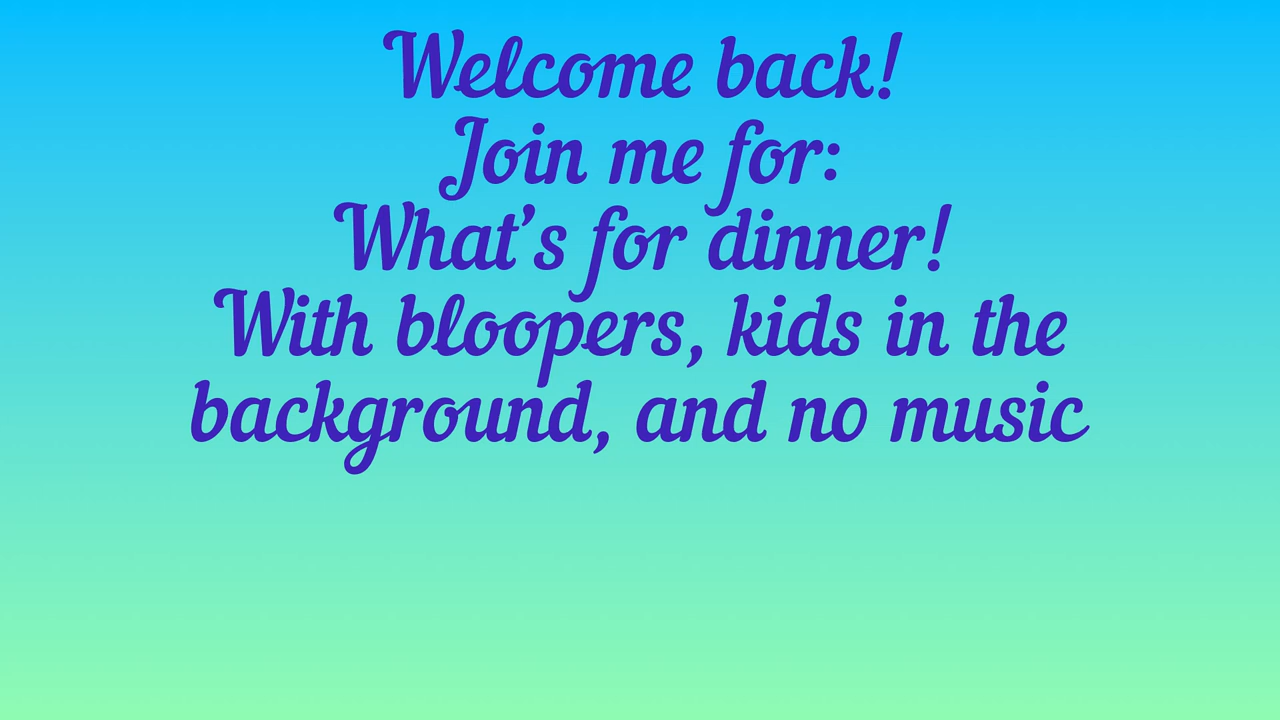 Welcome back!
Join me for:
What’s for dinner!
With bloopers, kids in the
background, and no music